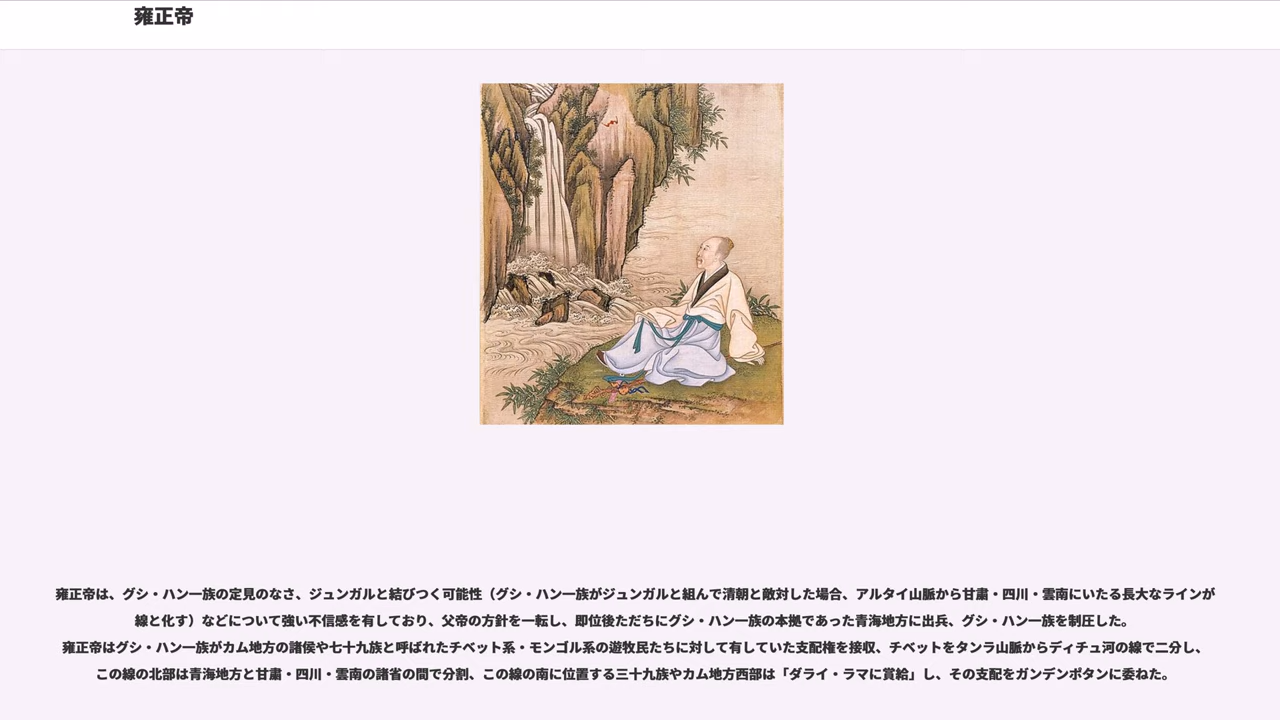 雍正帝
雍正帝は、グシ・ハン一族の定見のなさ、ジュンガルと結びつく可能性（グシ・ハン一族がジュンガルと組んで清朝と敵対した場合、アルタイ山脈から甘粛・四川・雲南にいたる長大なラインが
線と化す）などについて強い不信感を有しており、父帝の方針を一転し、即位後ただちにグシ・ハン一族の本拠であった青海地方に出兵、グシ・ハン一族を制圧した。
雍正帝はグシ・ハン一族がカム地方の諸侯や七十九族と呼ばれたチベット系・モンゴル系の遊牧民たちに対して有していた支配権を接収、チベットをタンラ山脈からディチュ河の線で二分し、
この線の北部は青海地方と甘粛・四川・雲南の諸省の間で分割、この線の南に位置する三十九族やカム地方西部は「ダライ・ラマに賞給」し、その支配をガンデンポタンに委ねた。